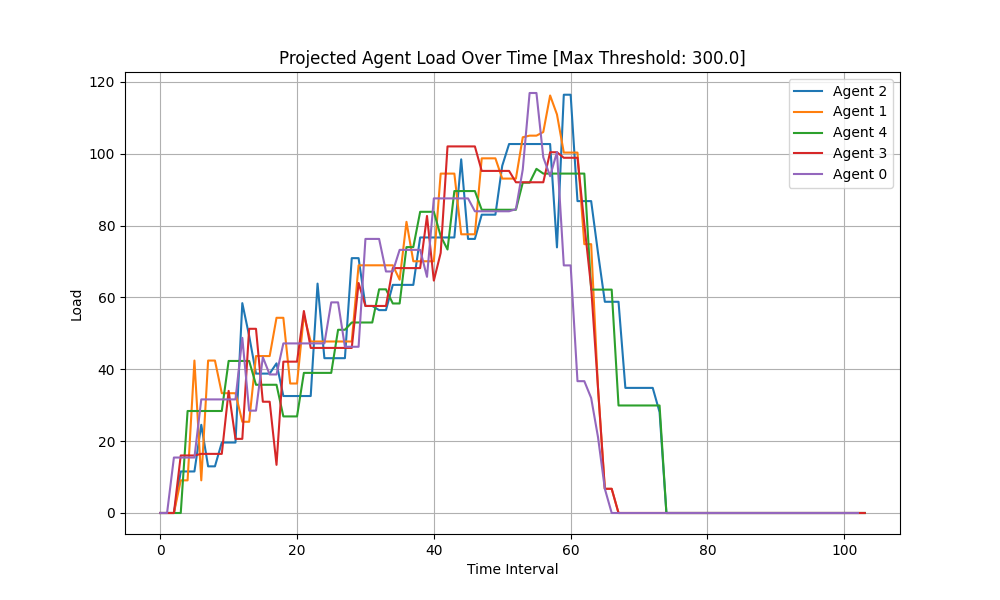 Projected Agent Load Over Time [Max Threshold: 300.0]
120
100
80
60
40
20
0
Load
0 20 40 60 80 100
Time Interval
Agent 2
Agent 1
Agent 4
Agent 3
Agent 0